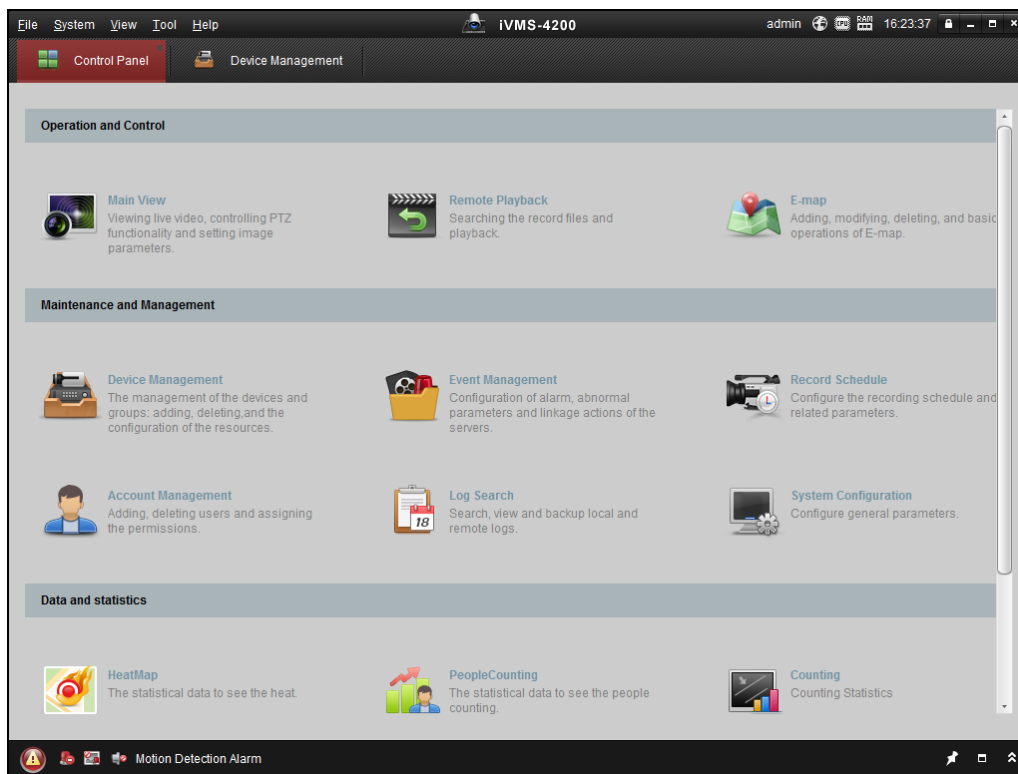 File System View Tool Help
iVMS-4200
admin CPU RAM 16:23:37
Control Panel
Device Management
Operation and Control
Main View
Viewing live video, controlling PTZ
functionality and setting image
parameters.
Remote Playback
Searching the record files and
playback.
E-map
Adding, modifying, deleting, and basic
operations of E-map.
Maintenance and Management
Device Management
The management of the devices and
groups: adding, deleting,and the
configuration of the resources.
Event Management
Configuration of alarm, abnormal
parameters and linkage actions of the
servers.
Record Schedule
Configure the recording schedule and
related parameters.
Account Management
Adding, deleting users and assigning
the permissions.
18
Log Search
Search, view and backup local and
remote logs.
System Configuration
Configure general parameters.
Data and statistics
HeatMap
The statistical data to see the heat.
PeopleCounting
The statistical data to see the people
counting.
Counting
Counting Statistics
Motion Detection Alarm